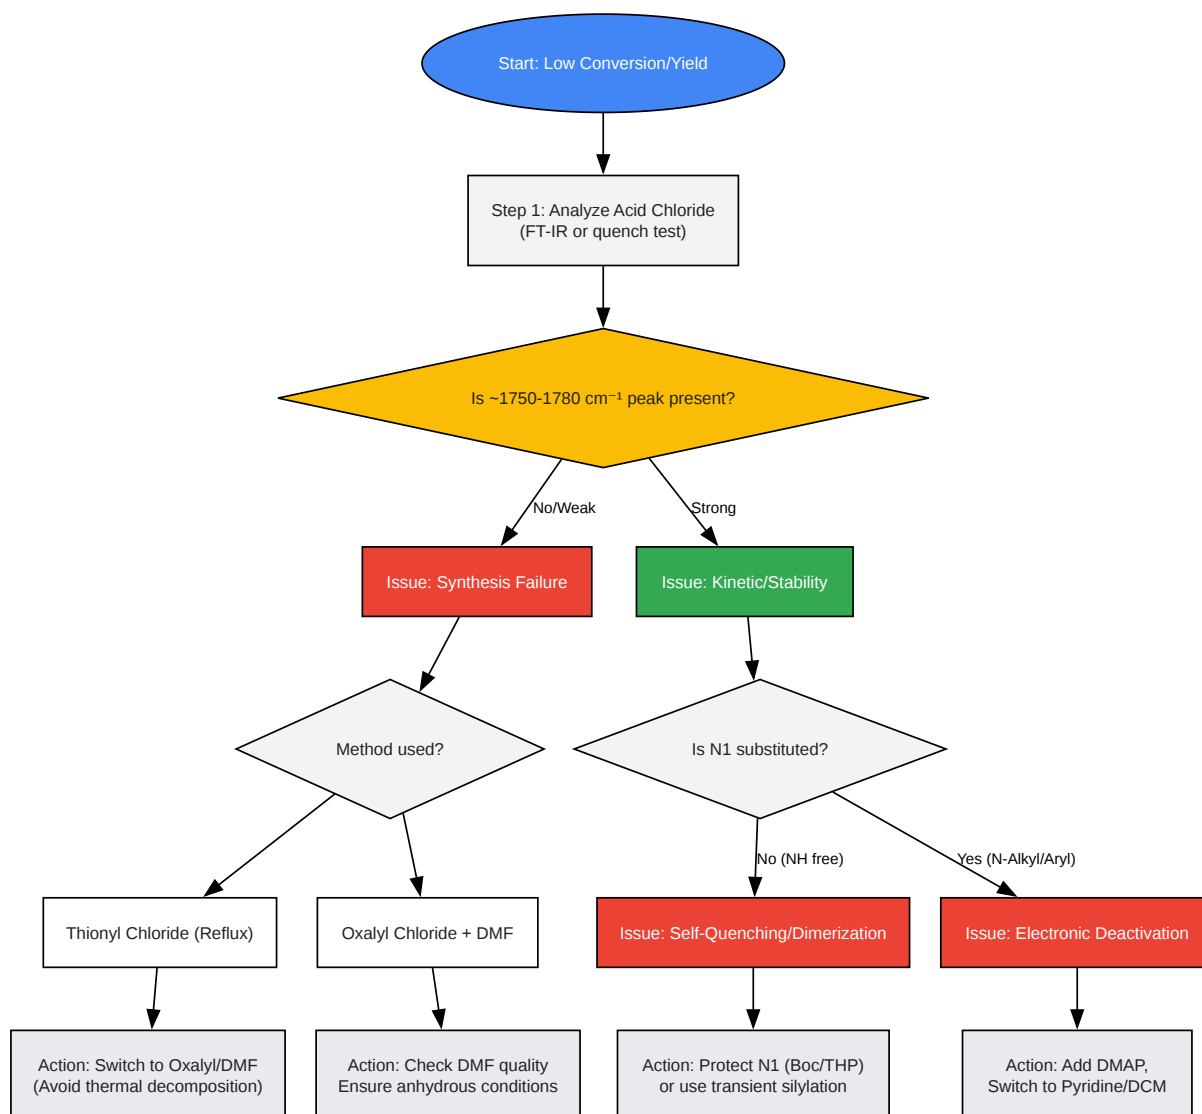 Start: Low Conversion/Yield
Step 1: Analyze Acid Chloride
(FT-IR or quench test)
Is ~1750-1780 cm⁻¹ peak present?
No/Weak
Strong
Issue: Synthesis Failure
Issue: Kinetic/Stability
Method used?
Is N1 substituted?
No (NH free)
Yes (N-Alkyl/Aryl)
Thionyl Chloride (Reflux)
Oxalyl Chloride + DMF
Issue: Self-Quenching/Dimerization
Issue: Electronic Deactivation
Action: Switch to Oxalyl/DMF
(Avoid thermal decomposition)
Action: Check DMF quality
Ensure anhydrous conditions
Action: Protect N1 (Boc/THP)
or use transient silylation
Action: Add DMAP,
Switch to Pyridine/DCM